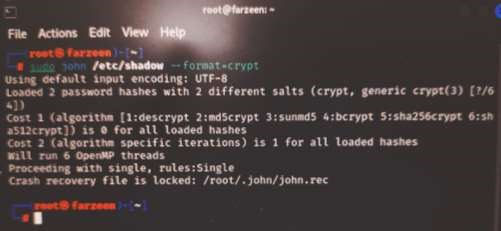 root@farzeen: ~
File Actions Edit View Help
root㉿farzeen)-[~]
# sudo john /etc/shadow --format=crypt
Using default input encoding: UTF-8
Loaded 2 password hashes with 2 different salts (crypt, generic crypt(3) [?/6
4])
Cost 1 (algorithm [1:descrypt 2:md5crypt 3:sunmd5 4:bcrypt 5:sha256crypt 6:sh
a512crypt]) is 0 for all loaded hashes
Cost 2 (algorithm specific iterations) is 1 for all loaded hashes
Will run 6 OpenMP threads
Proceeding with single, rules:Single
Crash recovery file is locked: /root/.john/john.rec
root㉿farzeen)-[~]
#